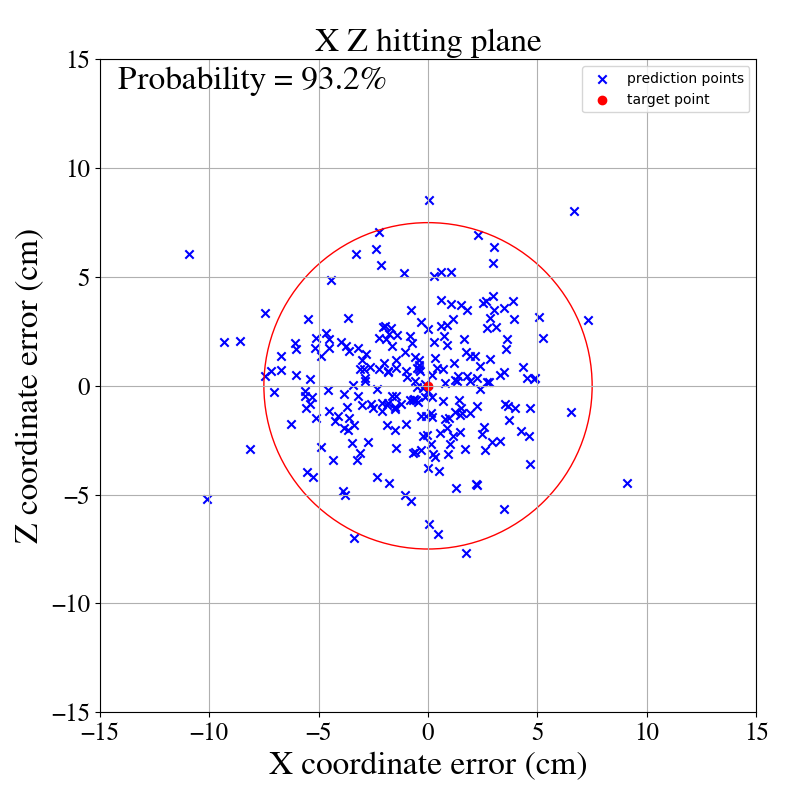 X Z hitting plane
Probability = 93.2%
prediction points
target point
Z coordinate error (cm)
15
10
5
0
−5
−10
−15
−15
−10
−5
0
5
10
15
X coordinate error (cm)